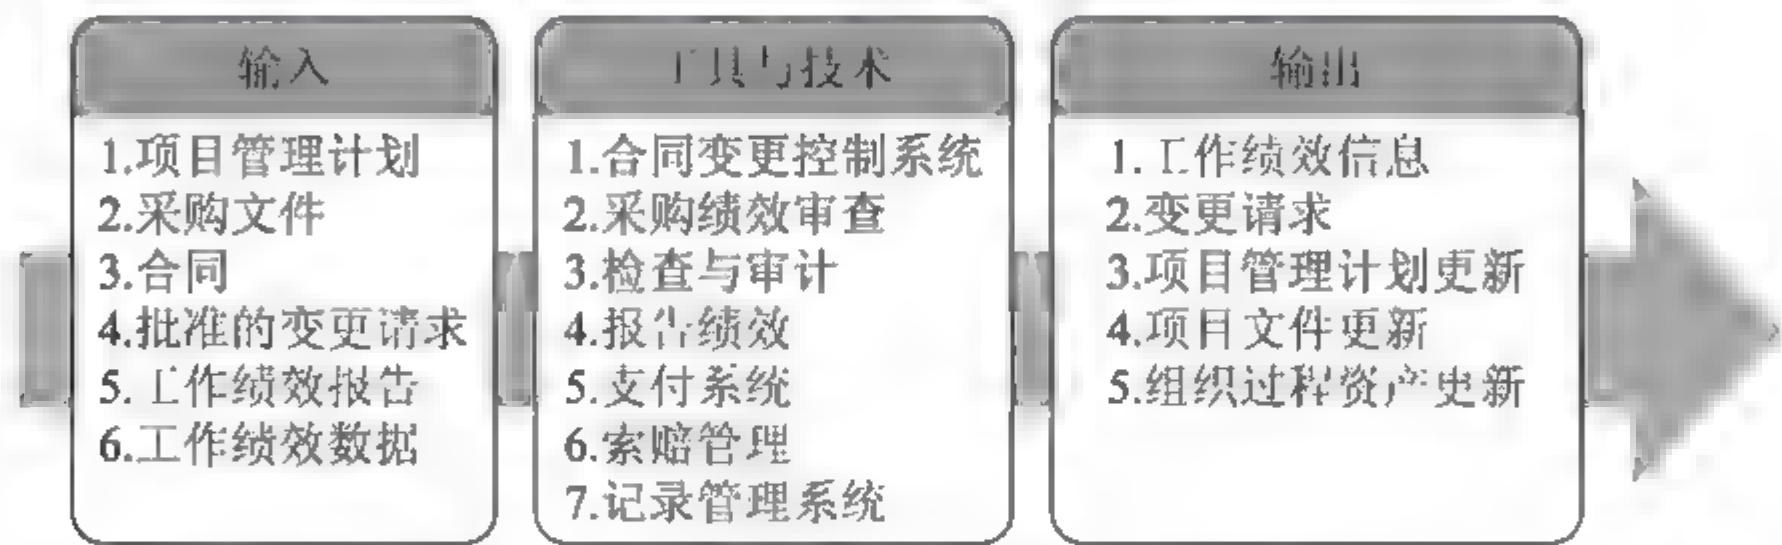 输入
1.项目管理计划
2.采购文件
3.合同
4.批准的变更请求
5.工作绩效报告
6.工作绩效数据
工具与技术
1.合同变更控制系统
2.采购绩效审查
3.检查与审计
4.报告绩效
5.支付系统
6.索赔管理
7.记录管理系统
输出
1.工作绩效信息
2.变更请求
3.项目管理计划更新
4.项目文件更新
5.组织过程资产更新